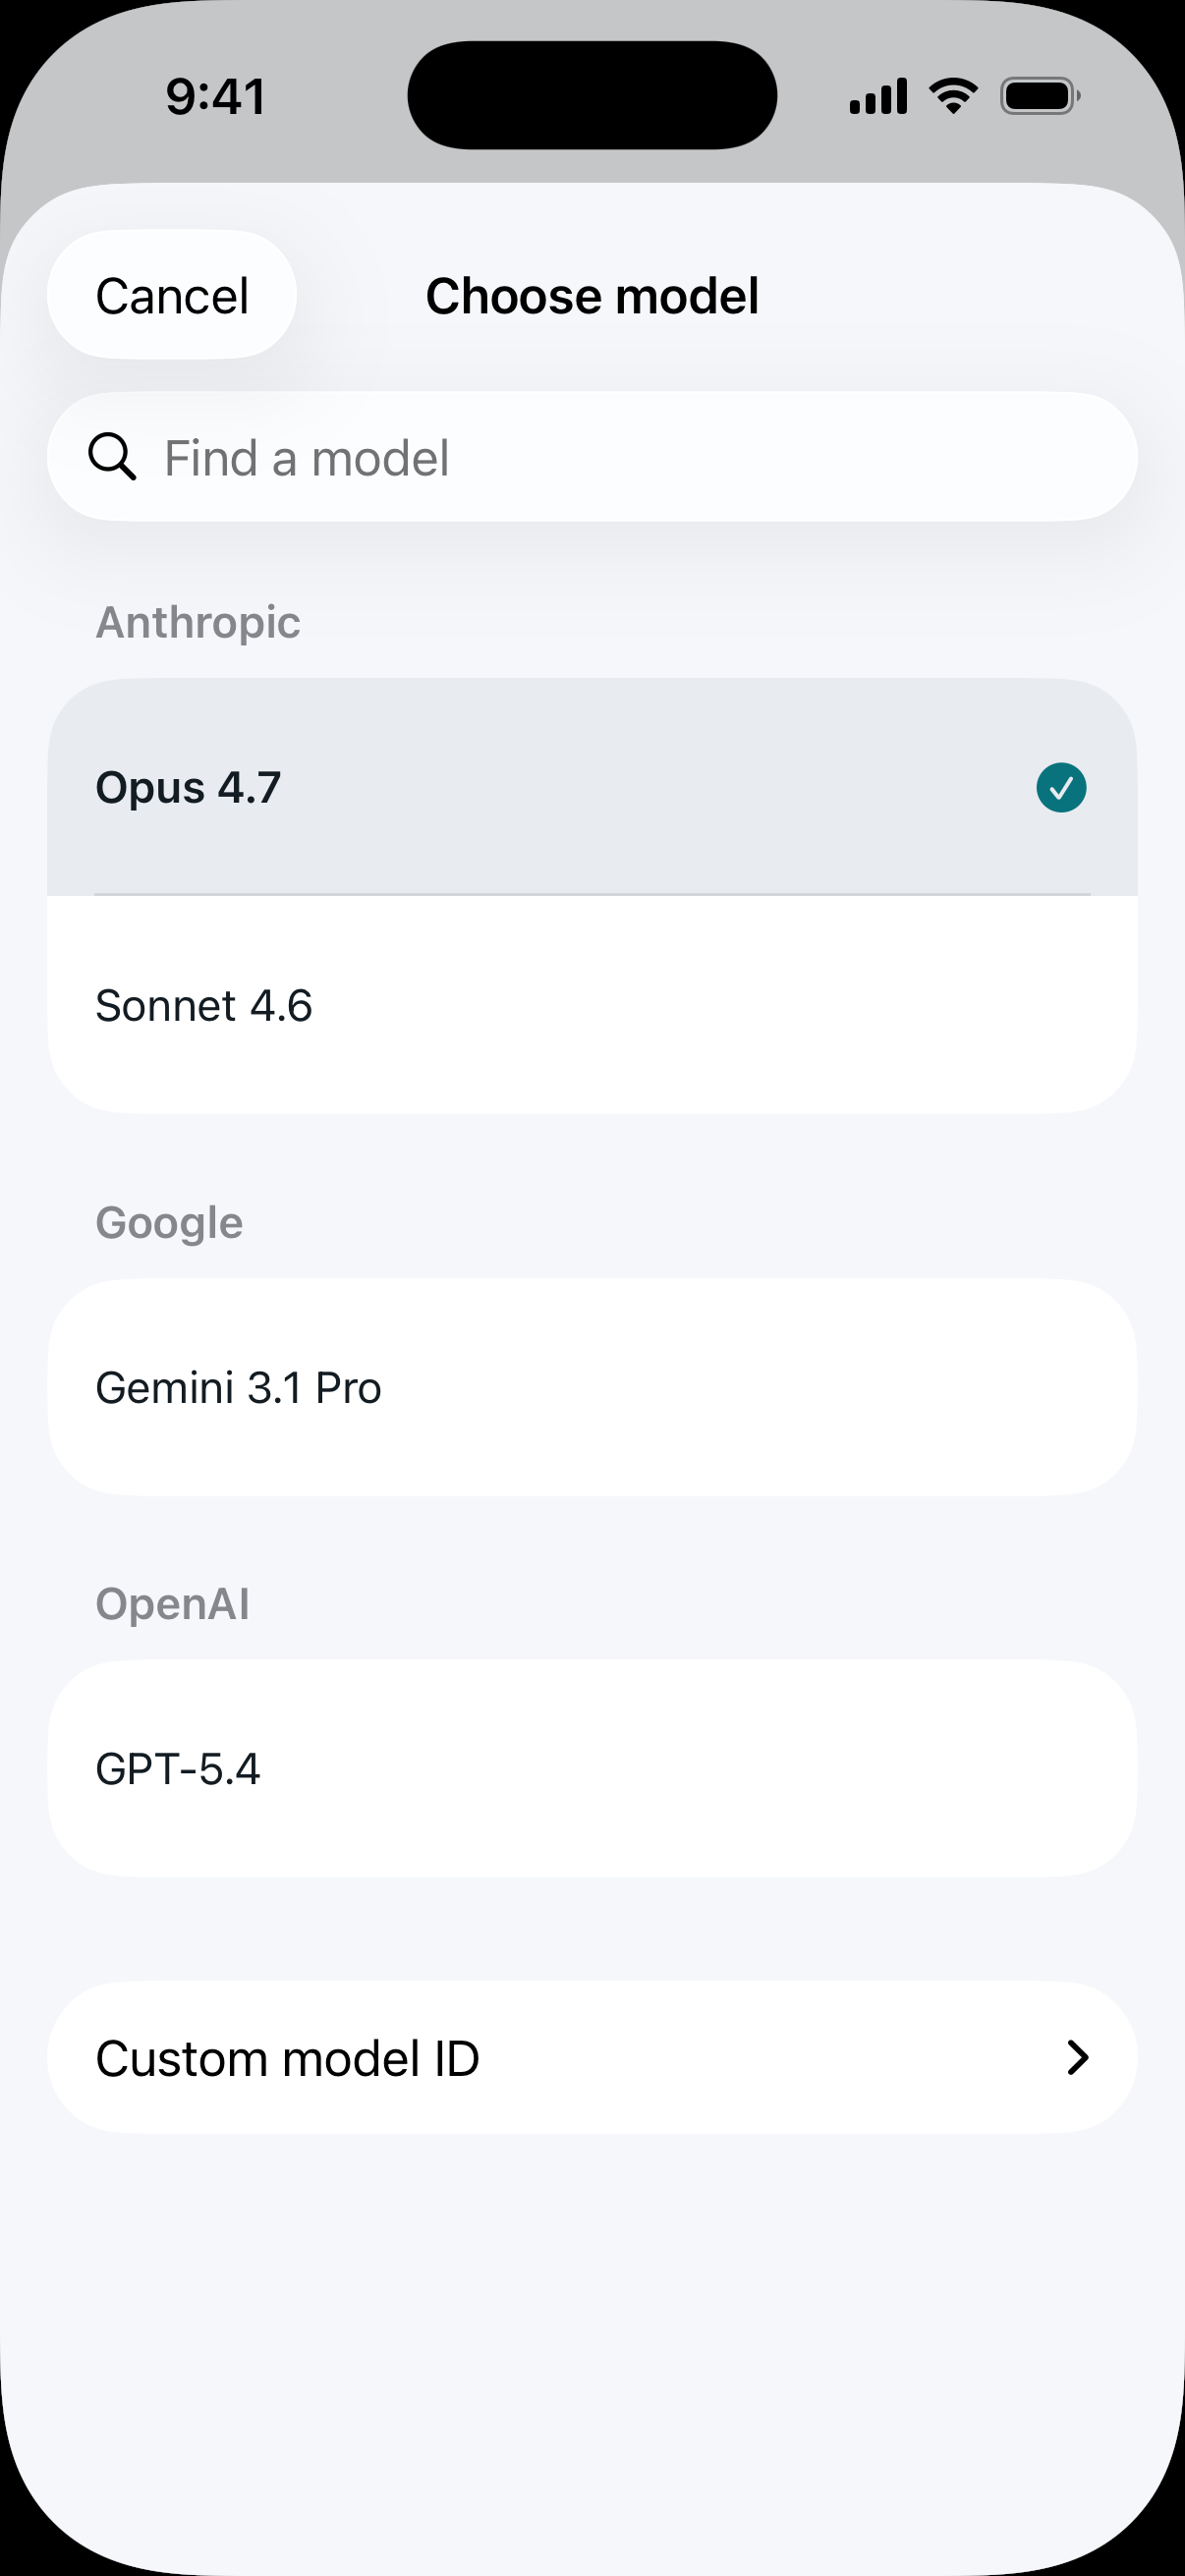 9:41
Cancel
Choose model
Find a model
Anthropic
Opus 4.7
Sonnet 4.6
Google
Gemini 3.1 Pro
OpenAI
GPT-5.4
Custom model ID